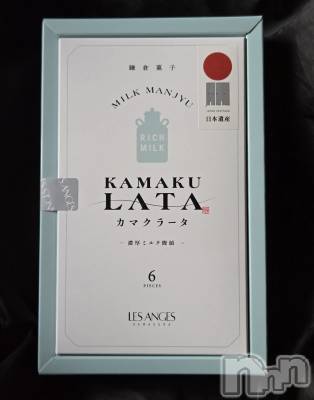 鎌倉菓子
MILK MANJYU
RICH
MILK
日本遺産
KAMAKU
LATA
カマクラータ
-濃厚ミルク饅頭-
6
PIECES
LES ANGES
KAMAKURA